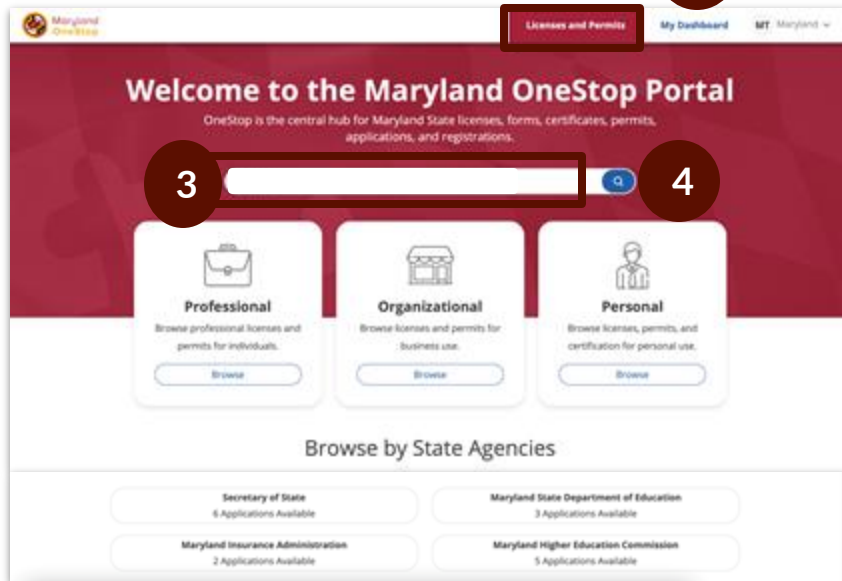 Maryland
OneStop
Licenses and Permits
My Dashboard
MT Maryland
Welcome to the Maryland OneStop Portal
OneStop is the central hub for Maryland State licenses, forms, certificates, permits,
applications, and registrations.
3
4
Professional
Browse professional licenses and
permits for individuals.
Browse
Organizational
Browse licenses and permits for
business use.
Browse
Personal
Browse licenses, permits, and
certification for personal use.
Browse
Browse by State Agencies
Secretary of State
6 Applications Available
Maryland State Department of Education
3 Applications Available
Maryland Insurance Administration
2 Applications Available
Maryland Higher Education Commission
5 Applications Available